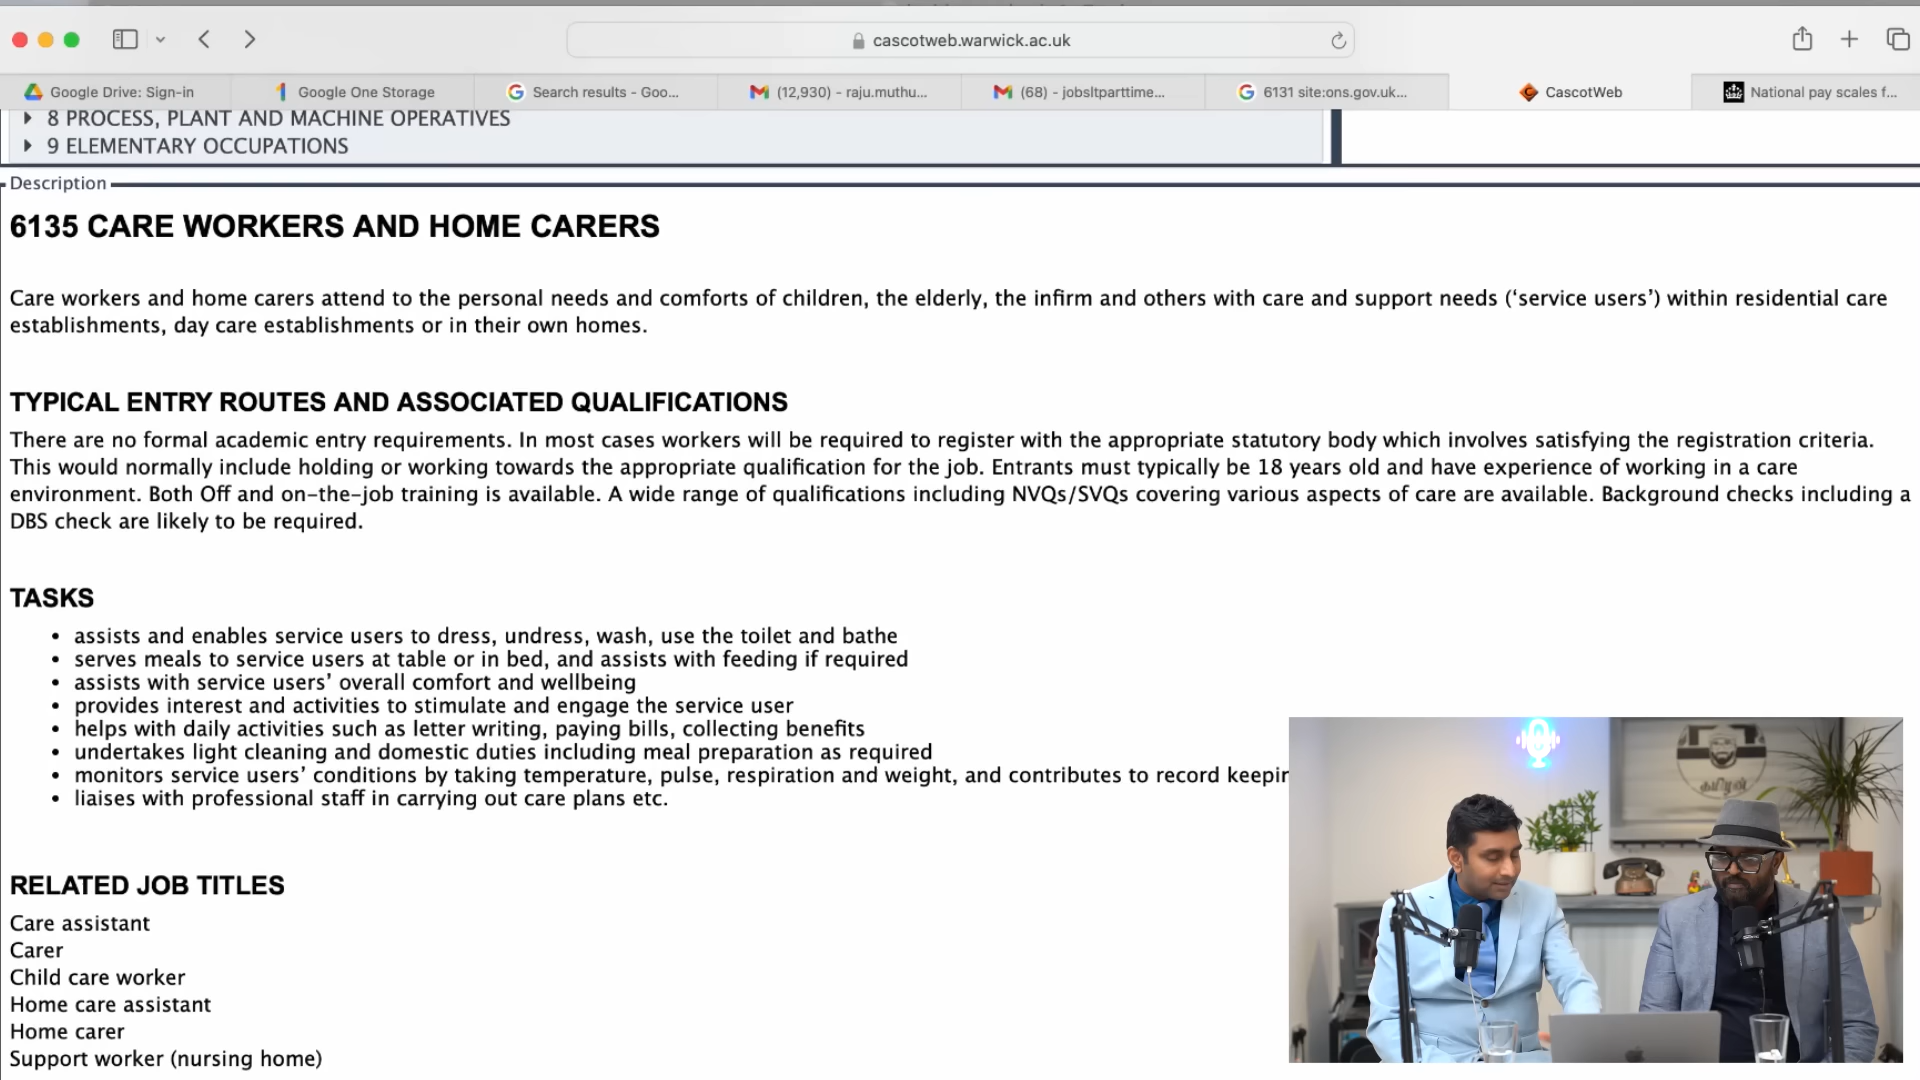 cascotweb.warwick.ac.uk
Google Drive: Sign-in
Google One Storage
Search results - Goo...
(12,930) - raju.muthu...
(68) - jobsltparttime...
6131 site:ons.gov.uk...
CascotWeb
National pay scales f...
8 PROCESS, PLANT AND MACHINE OPERATIVES
9 ELEMENTARY OCCUPATIONS
Description
6135 CARE WORKERS AND HOME CARERS
Care workers and home carers attend to the personal needs and comforts of children, the elderly, the infirm and others with care and support needs (‘service users’) within residential care
establishments, day care establishments or in their own homes.
TYPICAL ENTRY ROUTES AND ASSOCIATED QUALIFICATIONS
There are no formal academic entry requirements. In most cases workers will be required to register with the appropriate statutory body which involves satisfying the registration criteria.
This would normally include holding or working towards the appropriate qualification for the job. Entrants must typically be 18 years old and have experience of working in a care
environment. Both Off and on-the-job training is available. A wide range of qualifications including NVQs/SVQs covering various aspects of care are available. Background checks including a
DBS check are likely to be required.
TASKS
• assists and enables service users to dress, undress, wash, use the toilet and bathe
• serves meals to service users at table or in bed, and assists with feeding if required
• assists with service users’ overall comfort and wellbeing
• provides interest and activities to stimulate and engage the service user
• helps with daily activities such as letter writing, paying bills, collecting benefits
• undertakes light cleaning and domestic duties including meal preparation as required
• monitors service users’ conditions by taking temperature, pulse, respiration and weight, and contributes to record keepin
• liaises with professional staff in carrying out care plans etc.
தமிழன்
RELATED JOB TITLES
Care assistant
Carer
Child care worker
Home care assistant
Home carer
Support worker (nursing home)